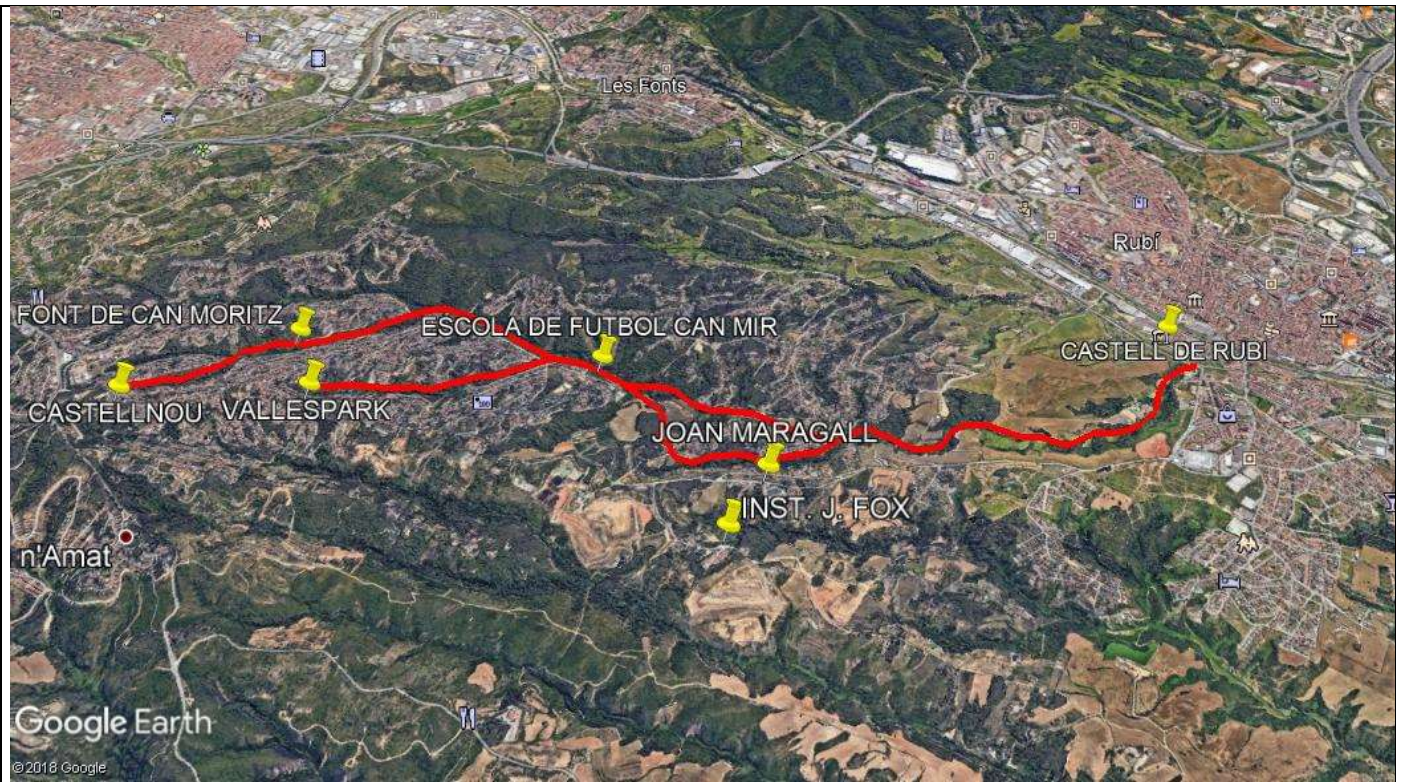 Les Fonts
Rubí
FONT DE CAN MORITZ
ESCOLA DE FUTBOL CAN MIR
CASTELL DE RUBI
CASTELLNOU
VALLESPARK
JOAN MARAGALL
INST. J. FOX
n'Amat
Google Earth
©2018 Google